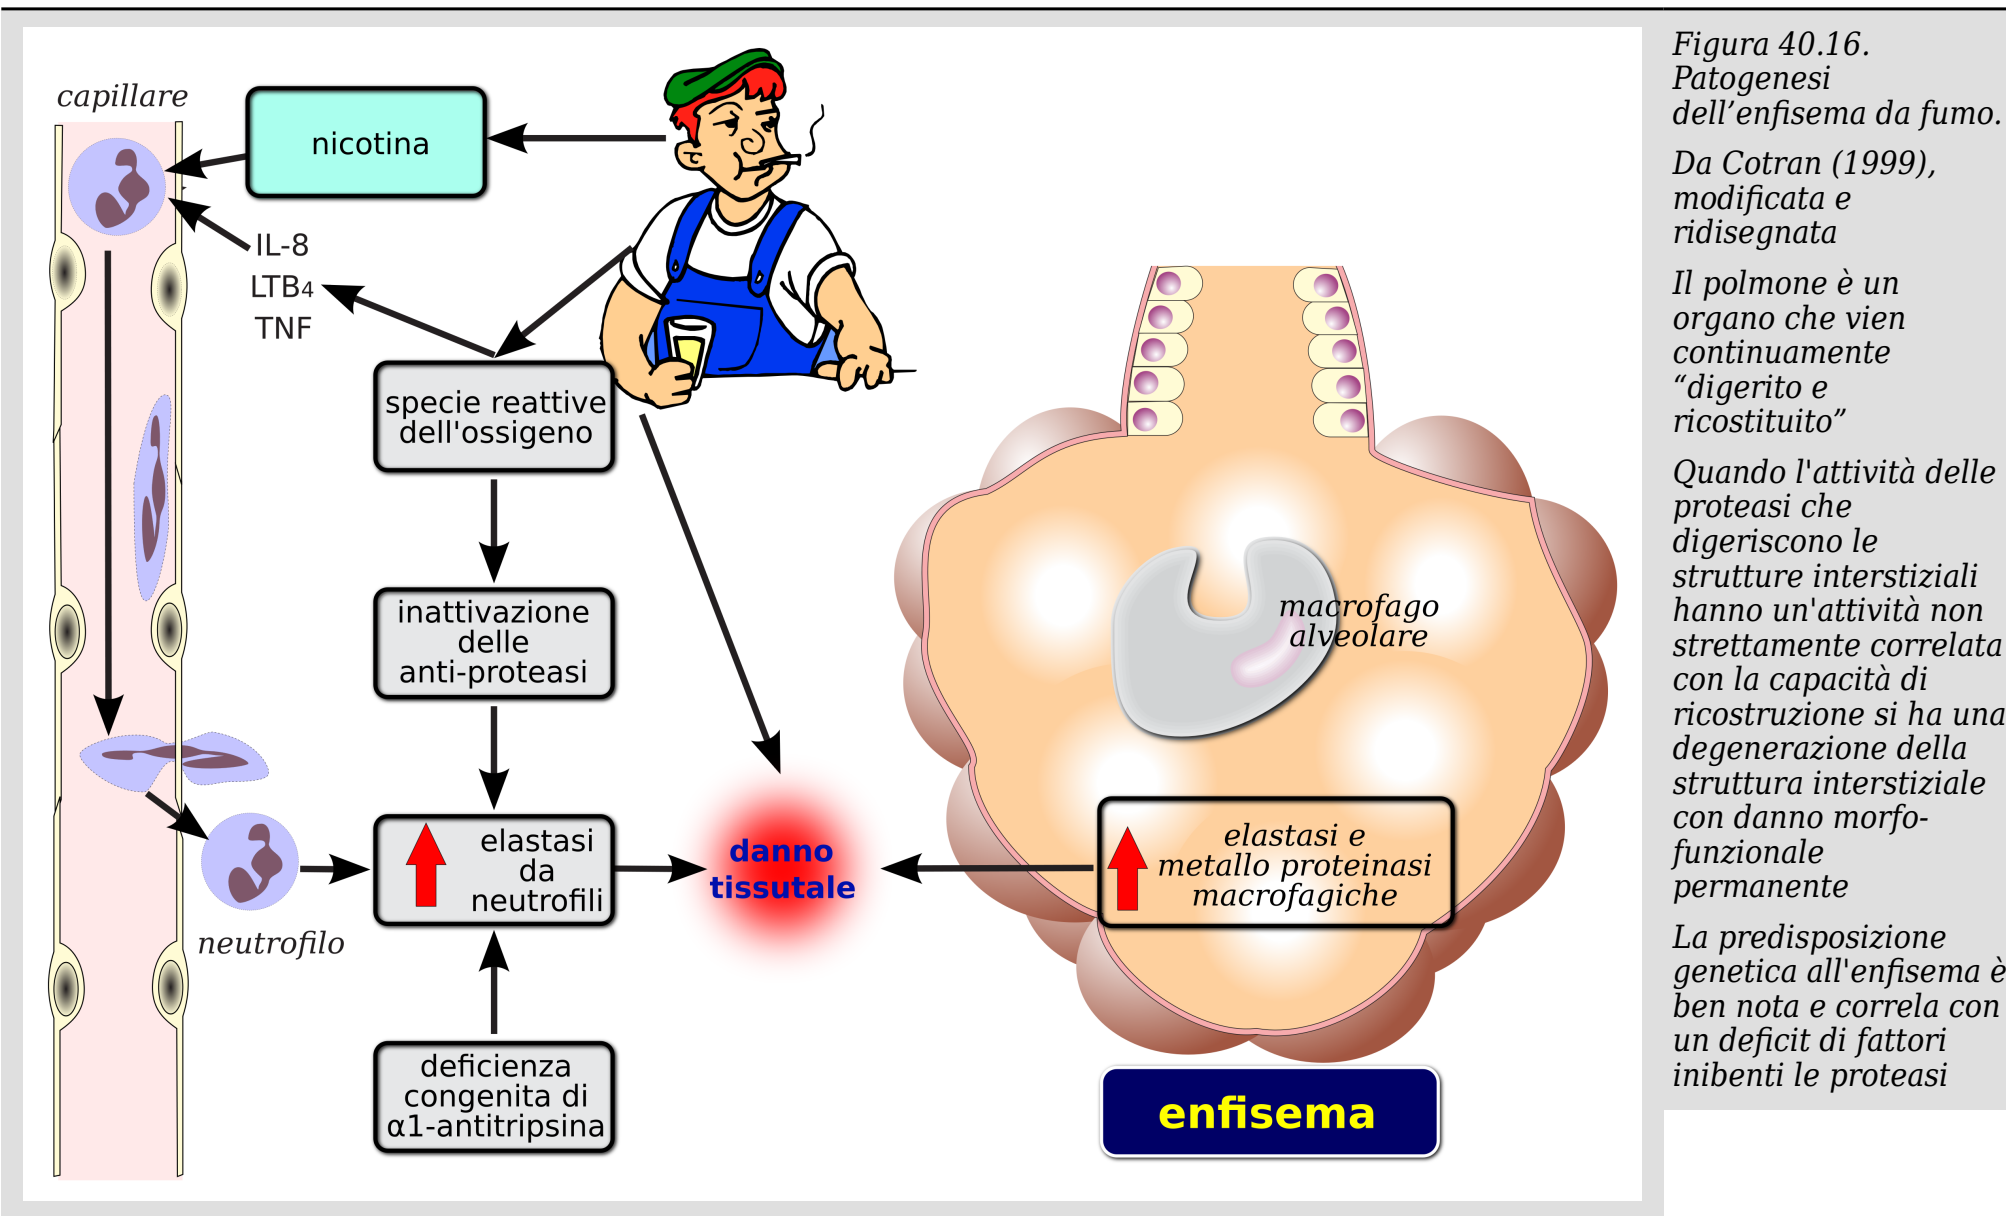 capillare
nicotina
IL-8
LTB4
TNF
specie reattive
dell'ossigeno
inattivazione
delle
anti-proteasi
elastasi
da
neutrofili
neutrofilo
deficienza
congenita di
α1-antitripsina
danno
tissutale
macrofago
alveolare
elastasi e
metallo proteinasi
macrofagiche
enfisema
Figura 40.16.
Patogenesi
dell’enfisema da fumo.
Da Cotran (1999),
modificata e
ridisegnata
Il polmone è un
organo che vien
continuamente
“digerito e
ricostituito”
Quando l'attività delle
proteasi che
digeriscono le
strutture interstiziali
hanno un'attività non
strettamente correlata
con la capacità di
ricostruzione si ha una
degenerazione della
struttura interstiziale
con danno morfo-
funzionale
permanente
La predisposizione
genetica all'enfisema è
ben nota e correla con
un deficit di fattori
inibenti le proteasi